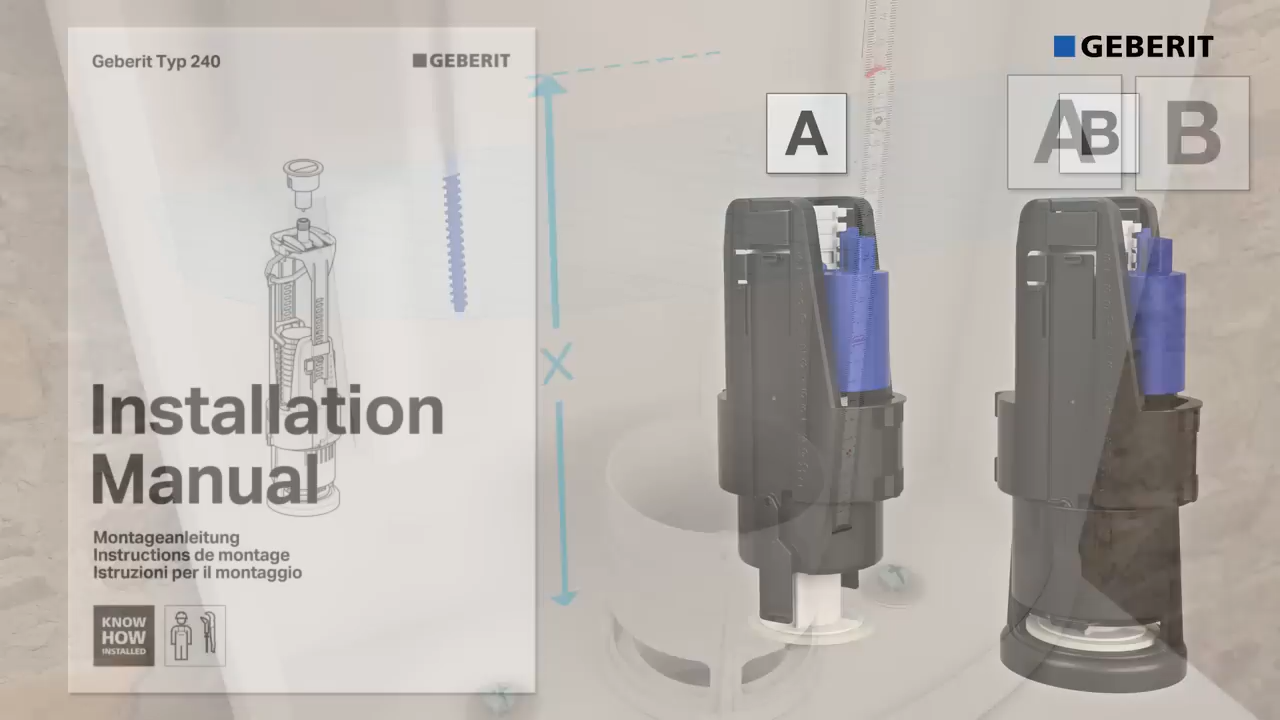 Geberit Typ 240
GEBERIT
Installation
Manual
Montageanleitung
Instructions de montage
Istruzioni per il montaggio
KNOW
HOW
INSTALLED
X
A
GEBERIT
A
B
B